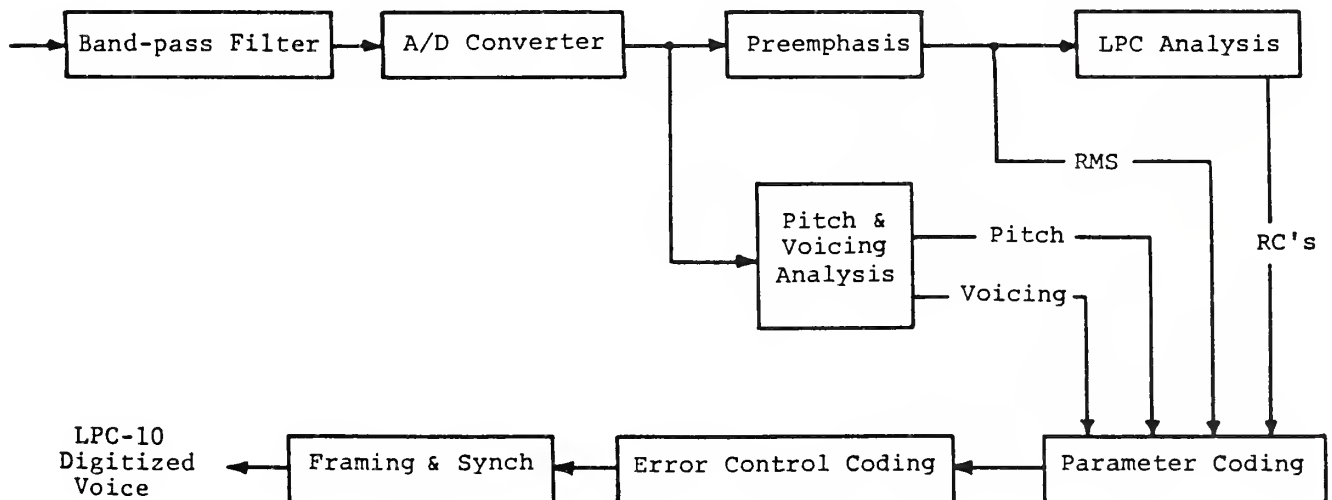 Band-pass Filter
A/D Converter
Preemphasis
LPC Analysis
RMS
Pitch &
Voicing
Analysis
Pitch
Voicing
RC's
LPC-10
Digitized
Voice
Framing & Synch
Error Control Coding
Parameter Coding